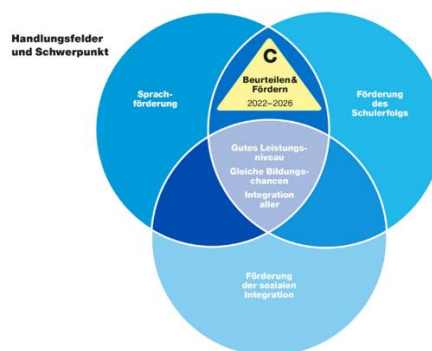 Handlungsfelder
und Schwerpunkt
C
Beurteilen &
Fördern
2022–2026
Sprach-
förderung
Förderung
des
Schulerfolgs
Gutes Leistungs-
niveau
Gleiche Bildungs-
chancen
Integration
aller
Förderung
der sozialen
Integration